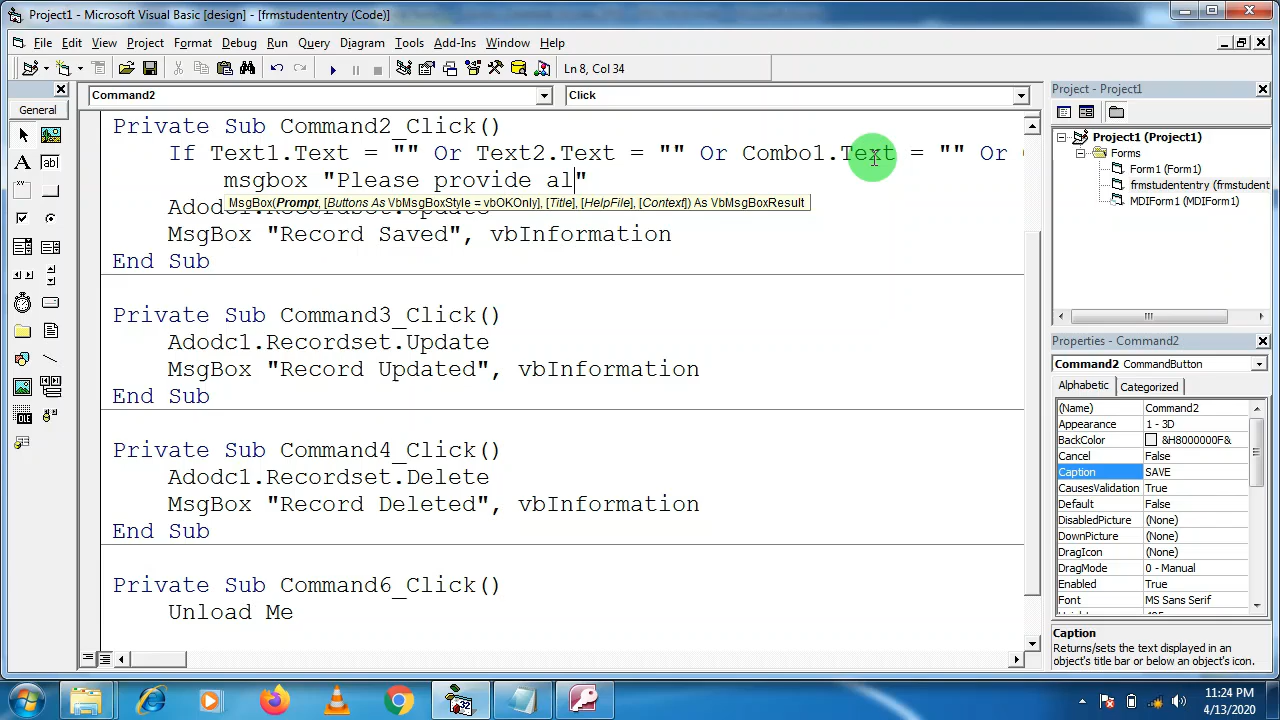 Project1 - Microsoft Visual Basic [design] - [frmstudententry (Code)]
File Edit View Project Format Debug Run Query Diagram Tools Add-Ins Window Help
Ln 8, Col 34
General
Command2
Click
Private Sub Command2_Click()
If Text1.Text = "" Or Text2.Text = "" Or Combo1.Text = "" Or
msgbox "Please provide al"
MsgBox(Prompt, [Buttons As VbMsgBoxStyle = vbOKOnly], [Title], [HelpFile], [Context]) As VbMsgBoxResult
Adodc1.Recordset.Update
MsgBox "Record Saved", vbInformation
End Sub
Private Sub Command3_Click()
Adodc1.Recordset.Update
MsgBox "Record Updated", vbInformation
End Sub
Private Sub Command4_Click()
Adodc1.Recordset.Delete
MsgBox "Record Deleted", vbInformation
End Sub
Private Sub Command6_Click()
Unload Me
Project - Project1
Project1 (Project1)
Forms
Form1 (Form1)
frmstudententry (frmstudent
MDIForm1 (MDIForm1)
Properties - Command2
Command2 CommandButton
Alphabetic Categorized
(Name) Command2
Appearance 1 - 3D
BackColor &H8000000F&
Cancel False
Caption SAVE
CausesValidation True
Default False
DisabledPicture (None)
DownPicture (None)
DragIcon (None)
DragMode 0 - Manual
Enabled True
Font MS Sans Serif
Caption
Returns/sets the text displayed in an object's title bar or below an object's icon.
11:24 PM
4/13/2020